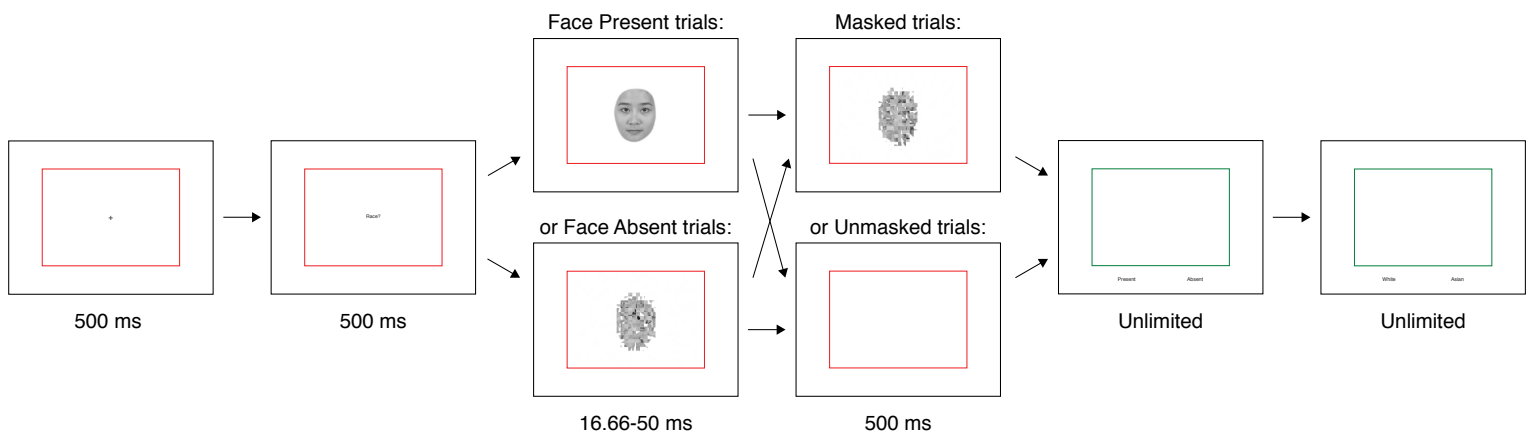 Face Present trials:
Masked trials:
Race?
or Face Absent trials:
or Unmasked trials:
Present Absent
White Asian
500 ms
500 ms
Unlimited
Unlimited
16.66-50 ms
500 ms